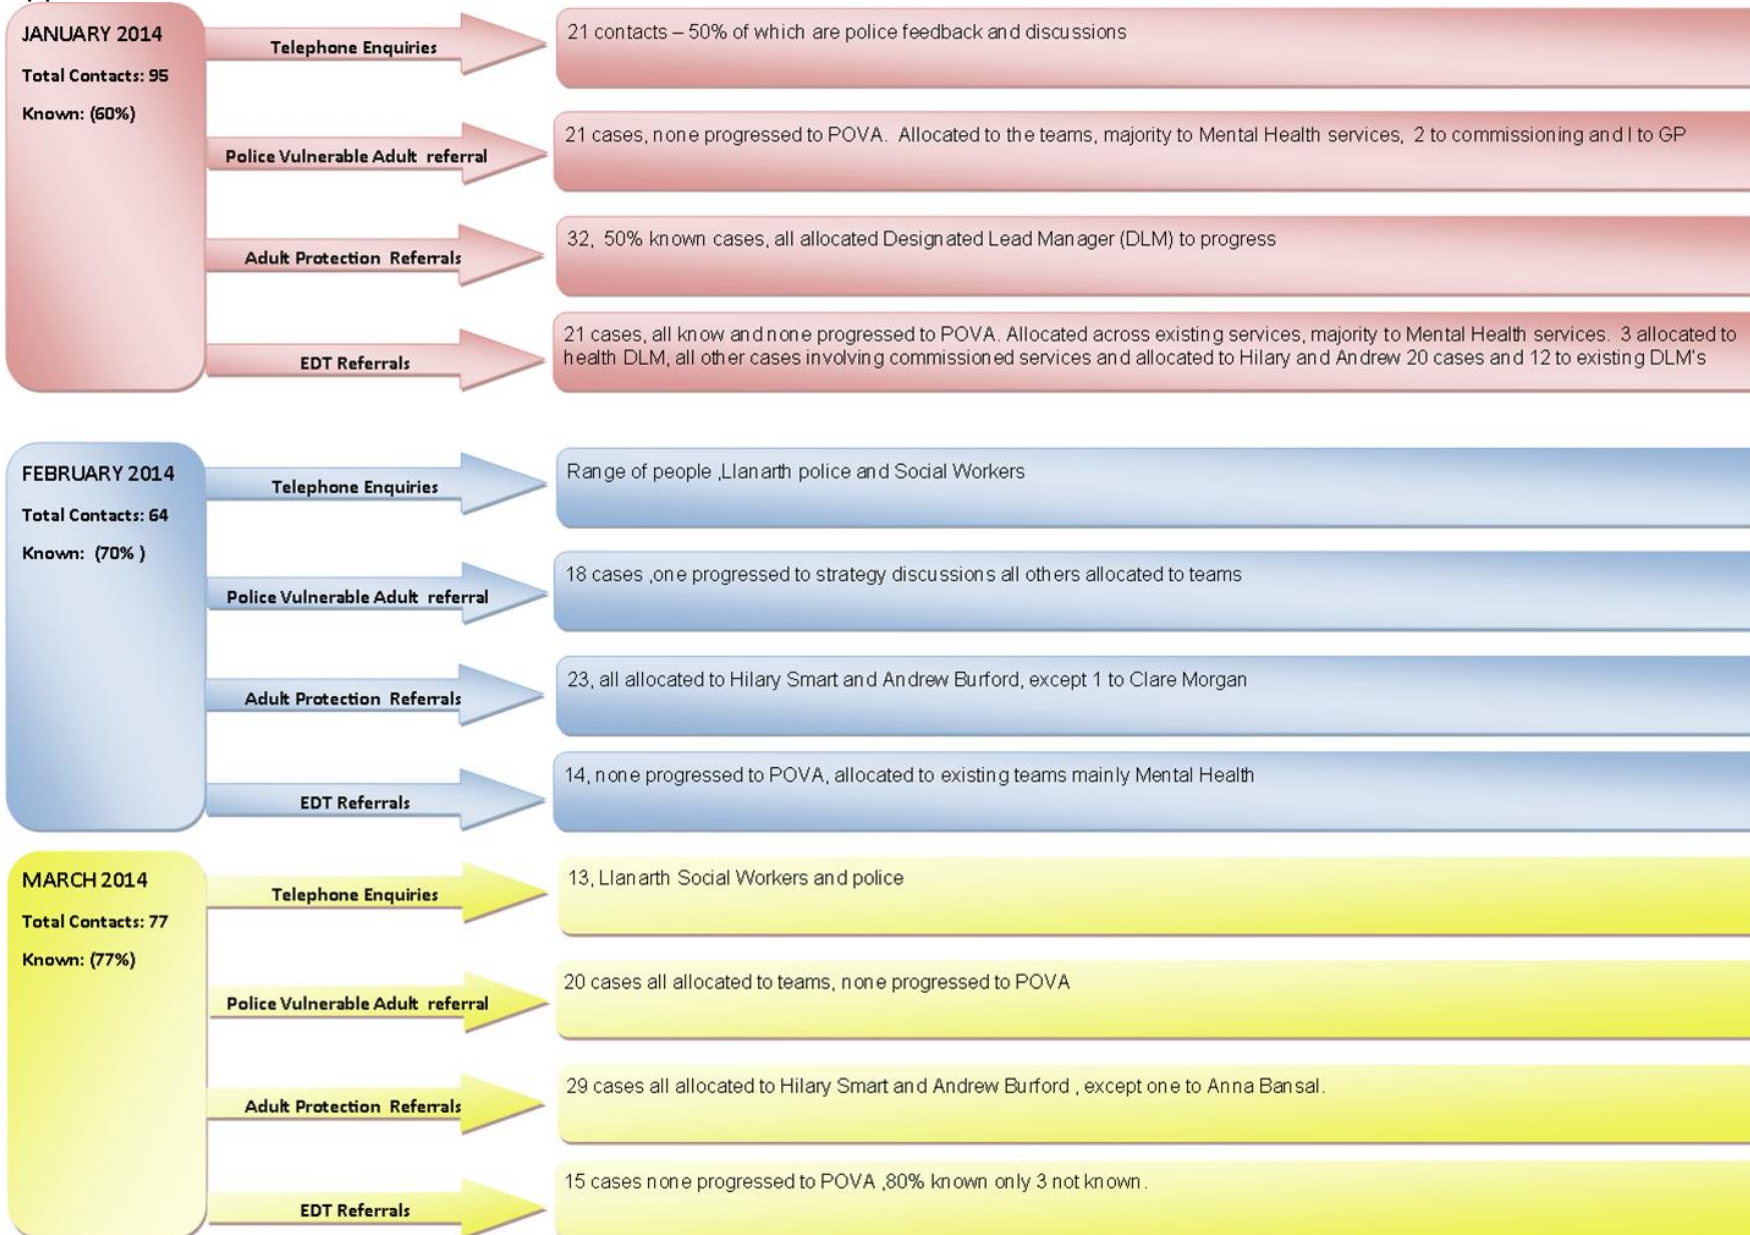 JANUARY 2014
Total Contacts: 95
Known: (60%)
Telephone Enquiries
21 contacts – 50% of which are police feedback and discussions
Police Vulnerable Adult referral
21 cases, none progressed to POVA. Allocated to the teams, majority to Mental Health services, 2 to commissioning and I to GP
Adult Protection Referrals
32, 50% known cases, all allocated Designated Lead Manager (DLM) to progress
EDT Referrals
21 cases, all know and none progressed to POVA. Allocated across existing services, majority to Mental Health services. 3 allocated to
health DLM, all other cases involving commissioned services and allocated to Hilary and Andrew 20 cases and 12 to existing DLM's
FEBRUARY 2014
Total Contacts: 64
Known: (70% )
Telephone Enquiries
Range of people ,Llanarth police and Social Workers
Police Vulnerable Adult referral
18 cases ,one progressed to strategy discussions all others allocated to teams
Adult Protection Referrals
23, all allocated to Hilary Smart and Andrew Burford, except 1 to Clare Morgan
EDT Referrals
14, none progressed to POVA, allocated to existing teams mainly Mental Health
MARCH 2014
Total Contacts: 77
Known: (77%)
Telephone Enquiries
13, Llanarth Social Workers and police
Police Vulnerable Adult referral
20 cases all allocated to teams, none progressed to POVA
Adult Protection Referrals
29 cases all allocated to Hilary Smart and Andrew Burford , except one to Anna Bansal.
EDT Referrals
15 cases none progressed to POVA ,80% known only 3 not known.